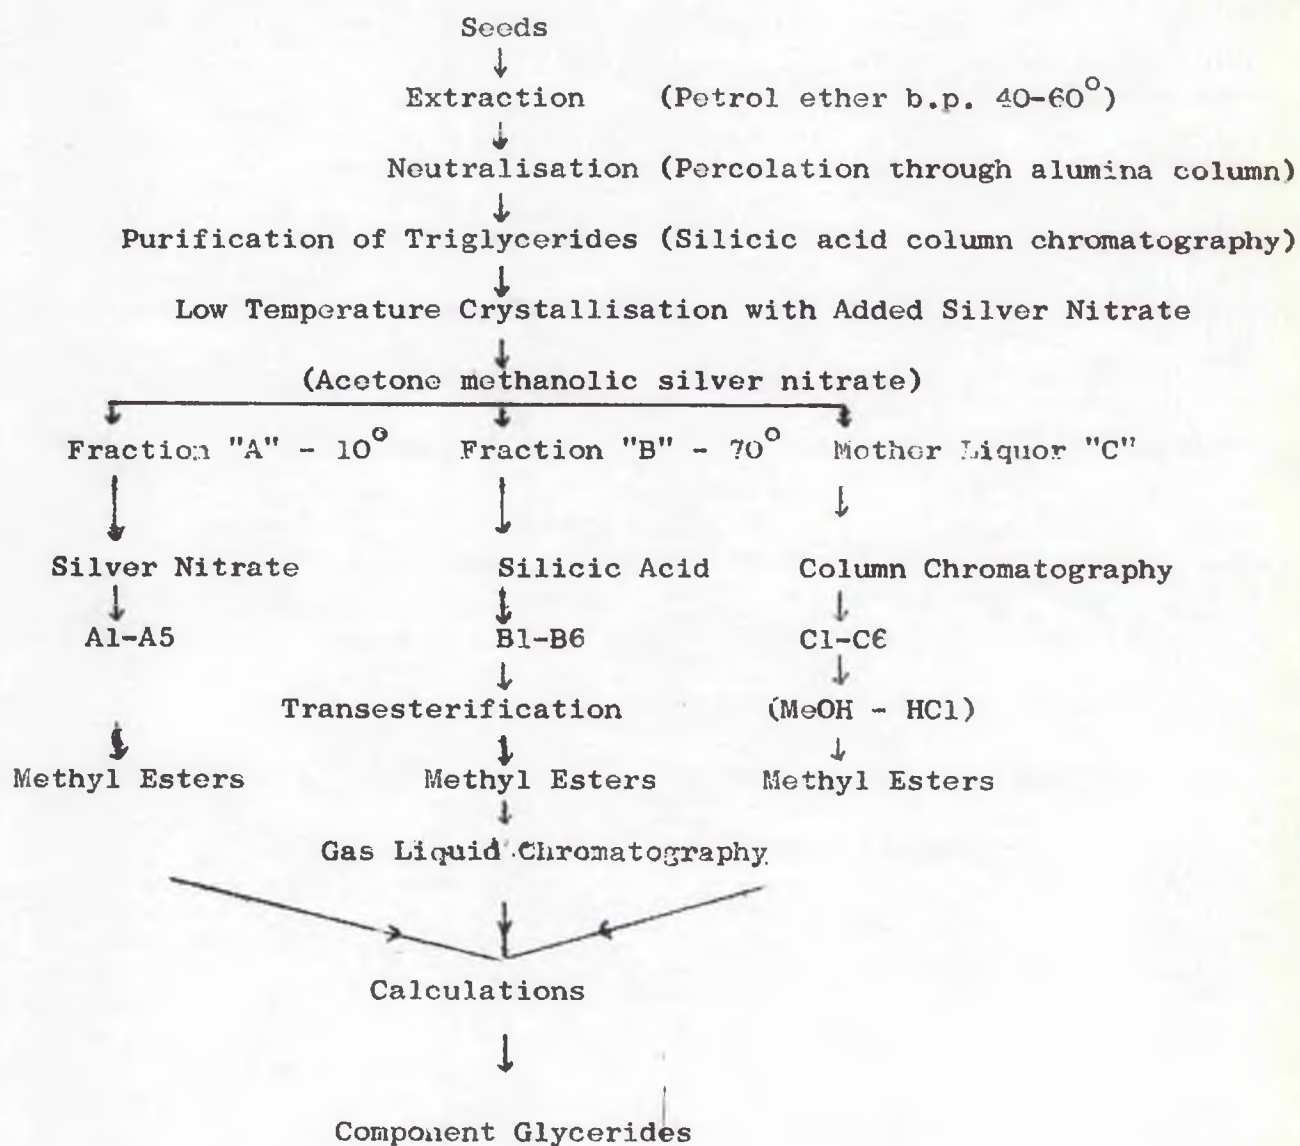 Seeds
Extraction (Petrol ether b.p. 40-60°)
Neutralisation (Percolation through alumina column)
Purification of Triglycerides (Silicic acid column chromatography)
Low Temperature Crystallisation with Added Silver Nitrate
(Acetone methanolic silver nitrate)
Fraction "A" - 10° Fraction "B" - 70° Mother Liquor "C"
Silver Nitrate Silicic Acid Column Chromatography
A1-A5 B1-B6 C1-C6
Transesterification (MeOH - HCl)
Methyl Esters Methyl Esters Methyl Esters
Gas Liquid Chromatography
Calculations
Component Glycerides